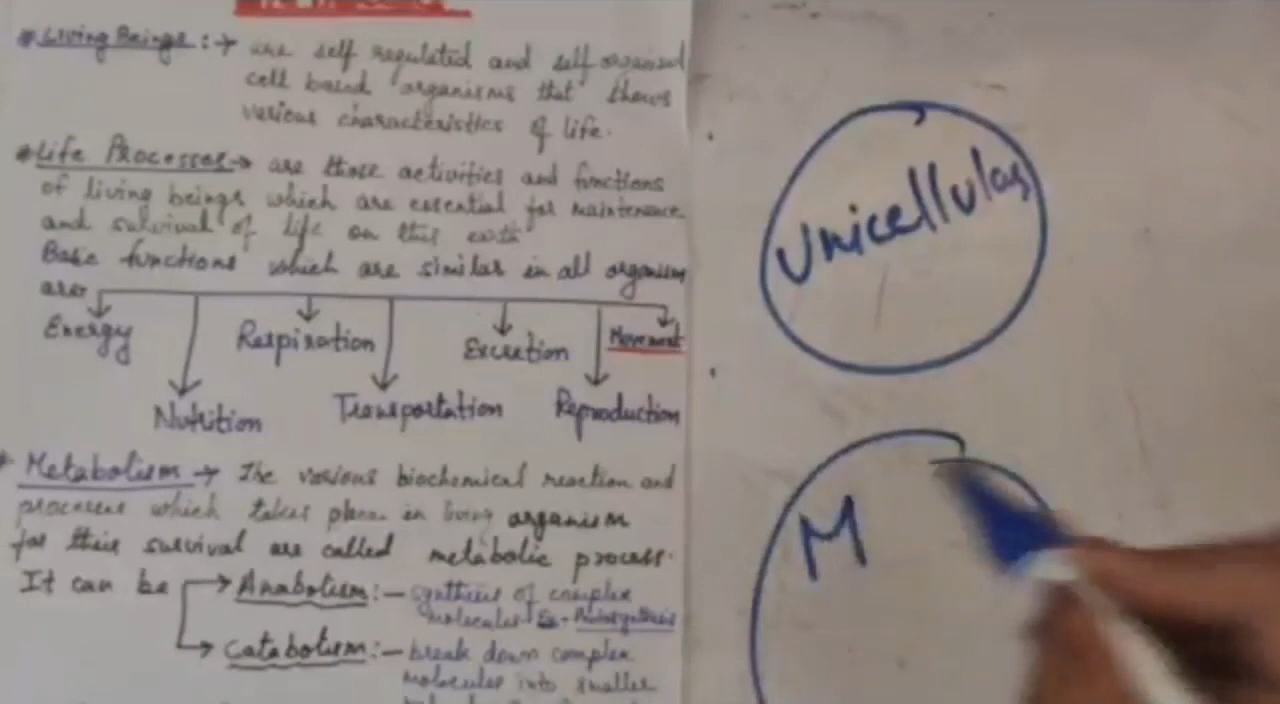 * Living Beings :→ are self regulated and self organised
cell based organisms that shows
various characteristics of life.
* Life Processes → are those activities and functions
of living beings which are essential for maintenance
and survival of life on this earth
Basic functions which are similar in all organism
are
Energy Respiration Excretion Movement
Nutrition Transportation Reproduction
* Metabolism → The various biochemical reaction and
processes which takes place in living organism
for their survival are called metabolic process.
It can be → Anabolism :- synthesis of complex
molecules Ex - Photosynthesis
→ Catabolism :- break down complex
molecules into smaller
Unicellular
M